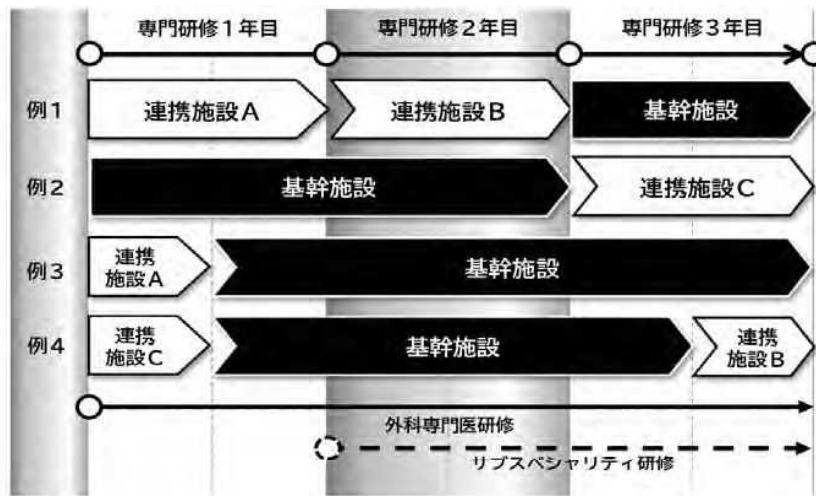 専門研修1年目 専門研修2年目 専門研修3年目
例1 連携施設A 連携施設B 基幹施設
例2 基幹施設 連携施設C
例3 連携
施設A 基幹施設
例4 連携
施設C 基幹施設 連携
施設B
外科専門医研修
サブスペシャリティ研修